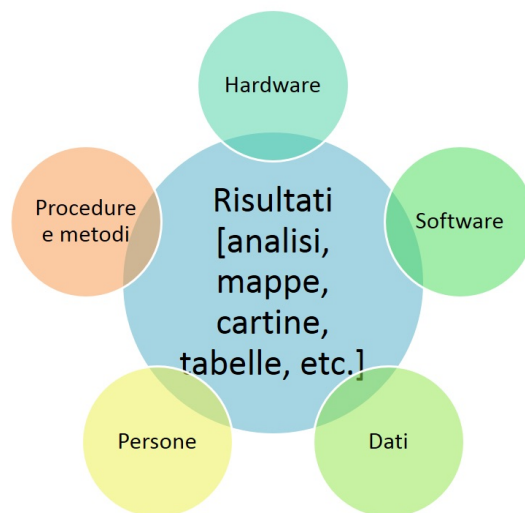 Hardware
Procedure
e metodi
Risultati
[analisi,
mappe,
cartine,
tabelle, etc.]
Software
Persone
Dati